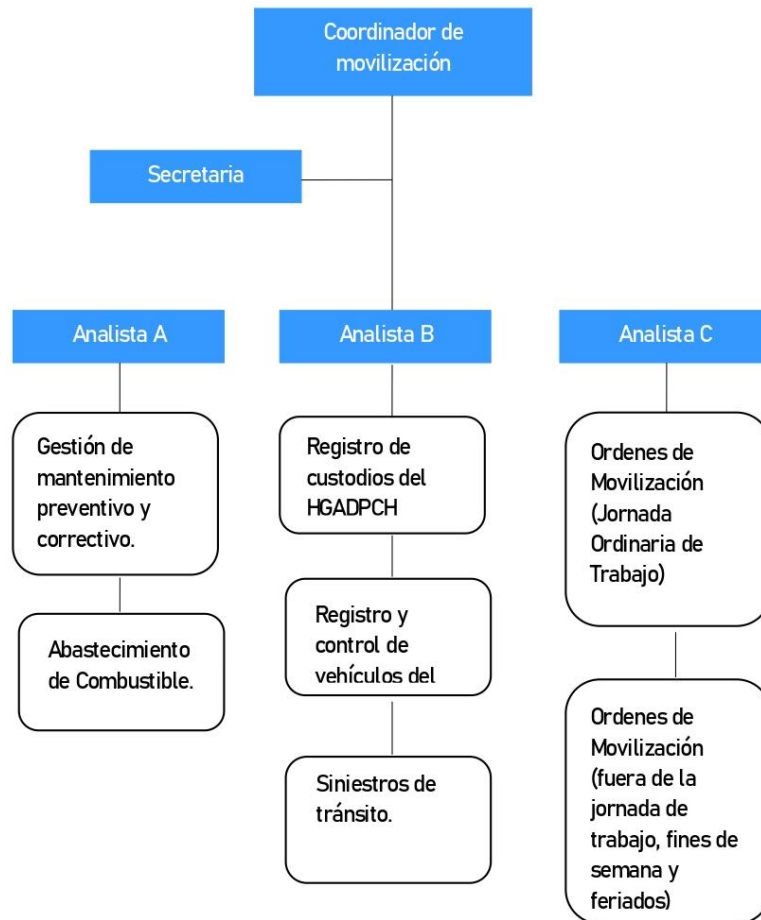 Coordinador de
movilización
Secretaria
Analista A
Analista B
Analista C
Gestión de
mantenimiento
preventivo y
correctivo.
Abastecimiento
de Combustible.
Registro de
custodios del
HGADPCH
Registro y
control de
vehículos del
Siniestros de
tránsito.
Ordenes de
Movilización
(Jornada
Ordinaria de
Trabajo)
Ordenes de
Movilización
(fuera de la
jornada de
trabajo, fines de
semana y
feriados)